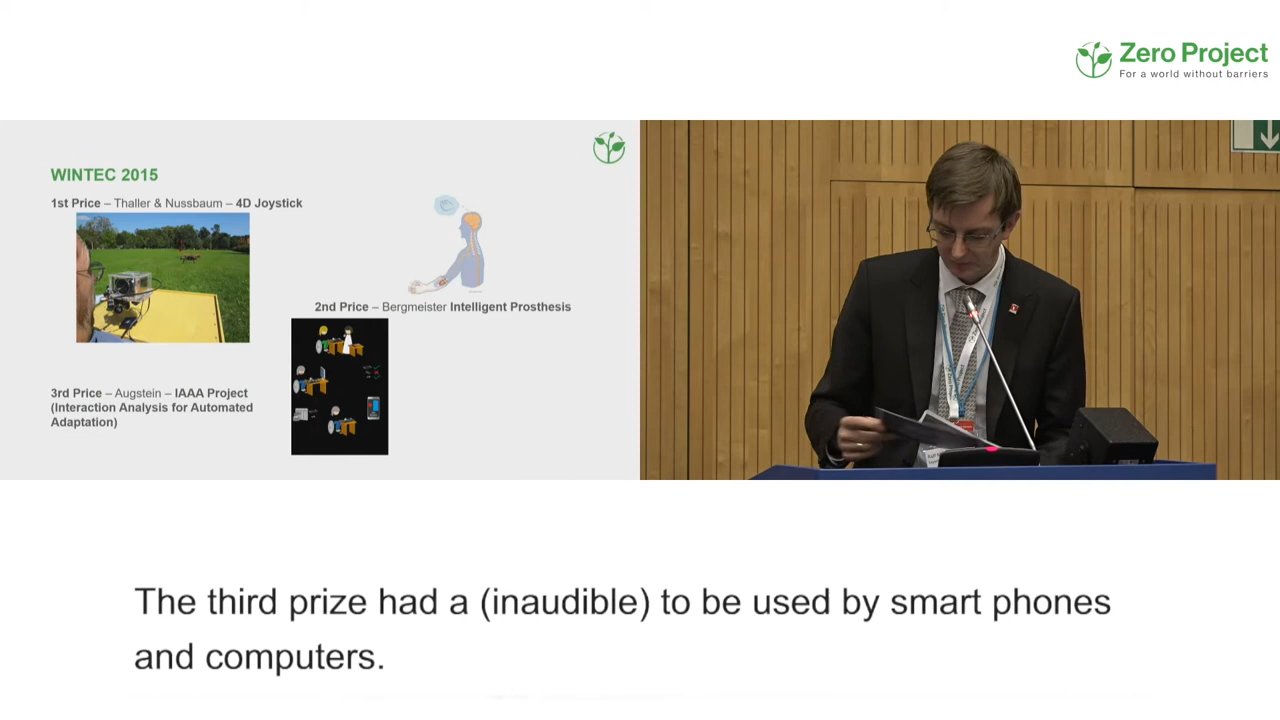 Zero Project
For a world without barriers
WINTEC 2015
1st Price – Thaller & Nussbaum – 4D Joystick
2nd Price – Bergmeister Intelligent Prosthesis
3rd Price – Augstein – IAAA Project
(Interaction Analysis for Automated
Adaptation)
The third prize had a (inaudible) to be used by smart phones
and computers.